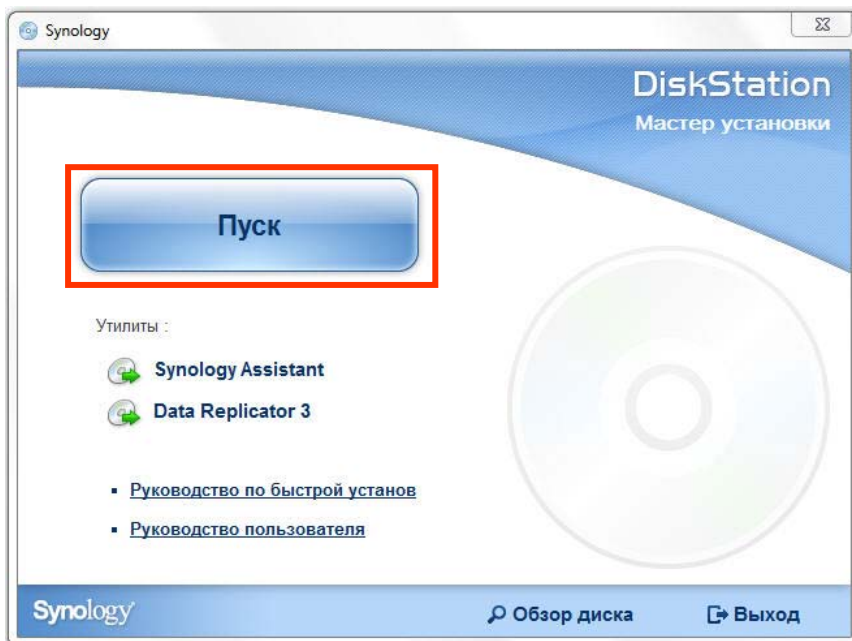 Synology
DiskStation
Мастер установки
Пуск
Утилиты :
Synology Assistant
Data Replicator 3
Руководство по быстрой установ
Руководство пользователя
Synology
Обзор диска
Выход